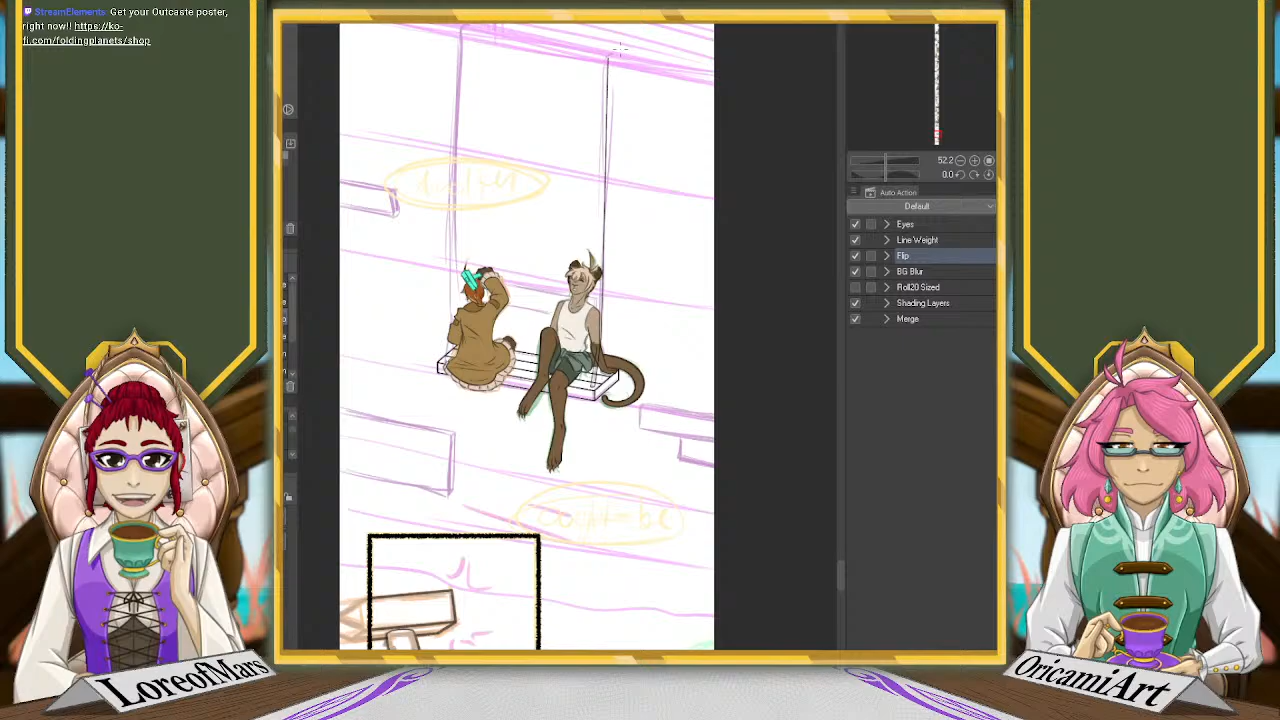 StreamElements Get your Outcaste poster,
right now!! https://ko-
fi.com/foldingplanets/shop
52.2
0.0
Auto Action
Default
Eyes
Line Weight
Flip
BG Blur
Roll20 Sized
Shading Layers
Merge
LoreofMars
OricamiArt